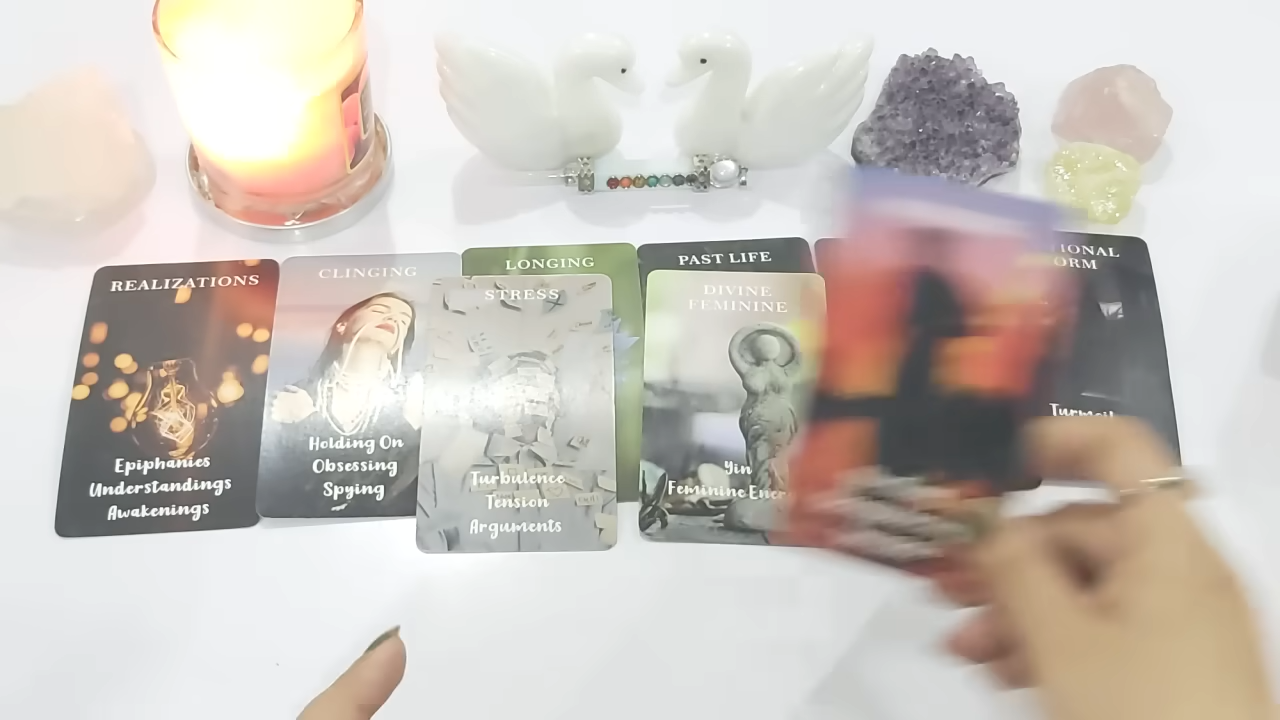 REALIZATIONS
Epiphanies
Understandings
Awakenings
CLINGING
Holding On
Obsessing
Spying
LONGING
STRESS
Turbulence
Tension
Arguments
PAST LIFE
DIVINE
FEMININE
Yin
Feminine